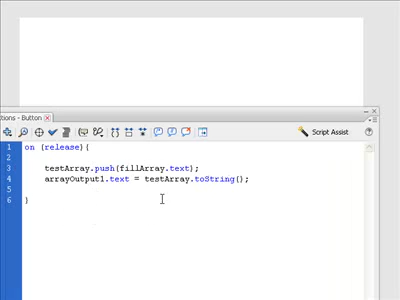 ctions - Button
Script Assist
1 on (release){
2
3 testArray.push(fillArray.text);
4 arrayOutput1.text = testArray.toString();
5
6 }